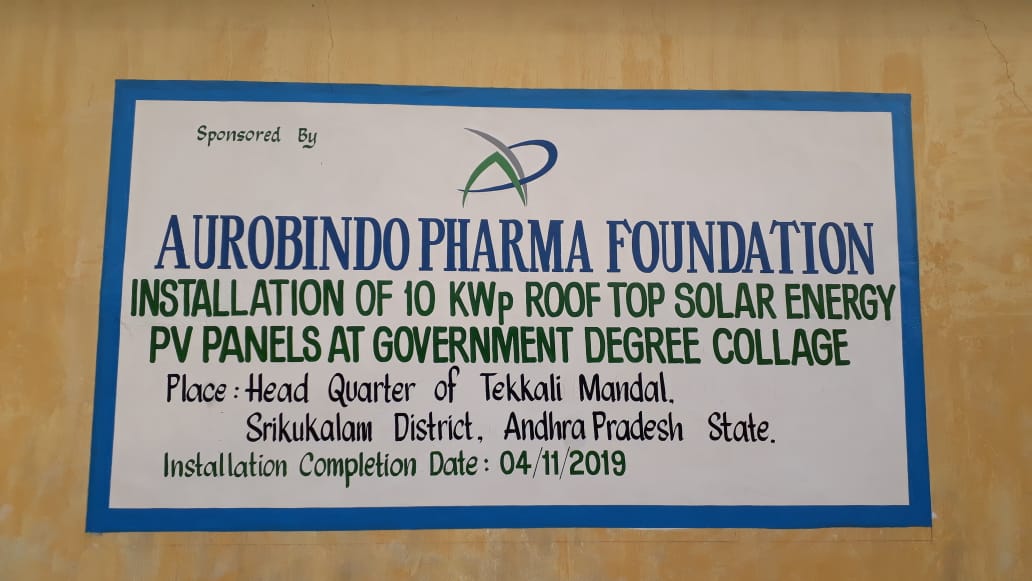 Sponsored By
AUROBINDO PHARMA FOUNDATION
INSTALLATION OF 10 KWp ROOF TOP SOLAR ENERGY
PV PANELS AT GOVERNMENT DEGREE COLLAGE
Place : Head Quarter of Tekkali Mandal.
Srikukalam District, Andhra Pradesh State.
Installation Completion Date : 04/11/2019